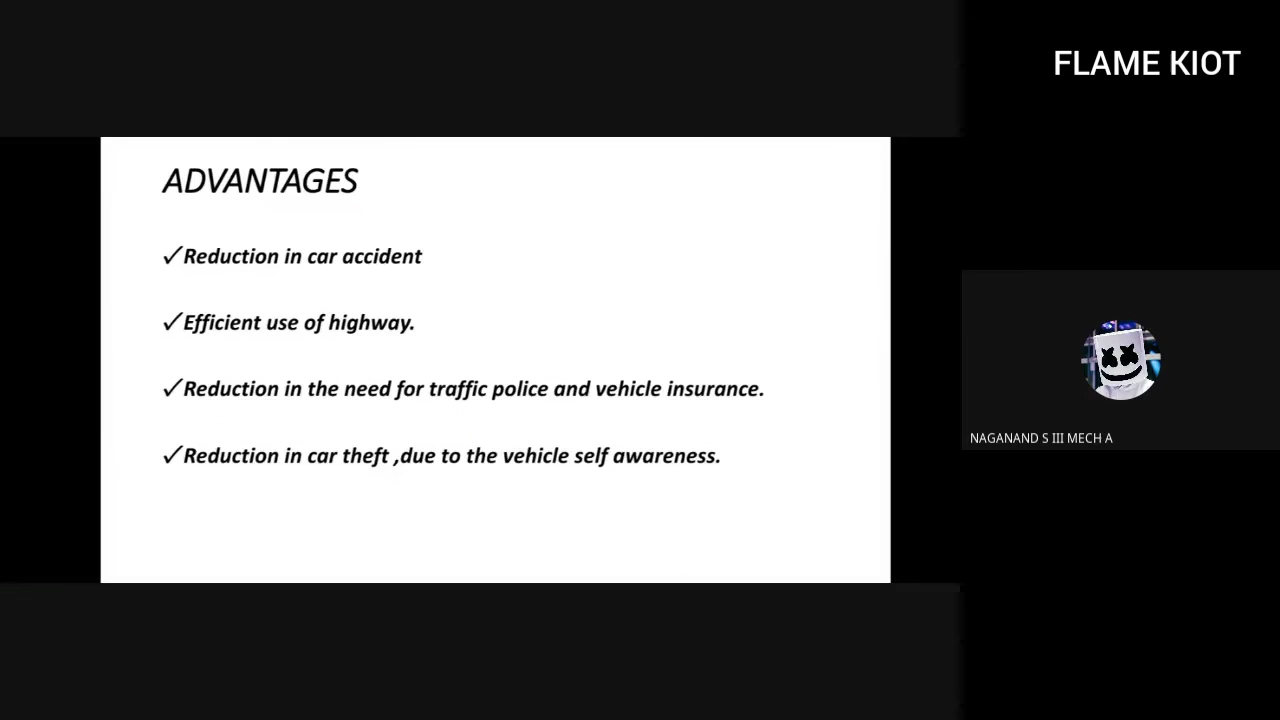 FLAME KIOT
ADVANTAGES
✓Reduction in car accident
✓Efficient use of highway.
✓Reduction in the need for traffic police and vehicle insurance.
✓Reduction in car theft ,due to the vehicle self awareness.
NAGANAND S III MECH A